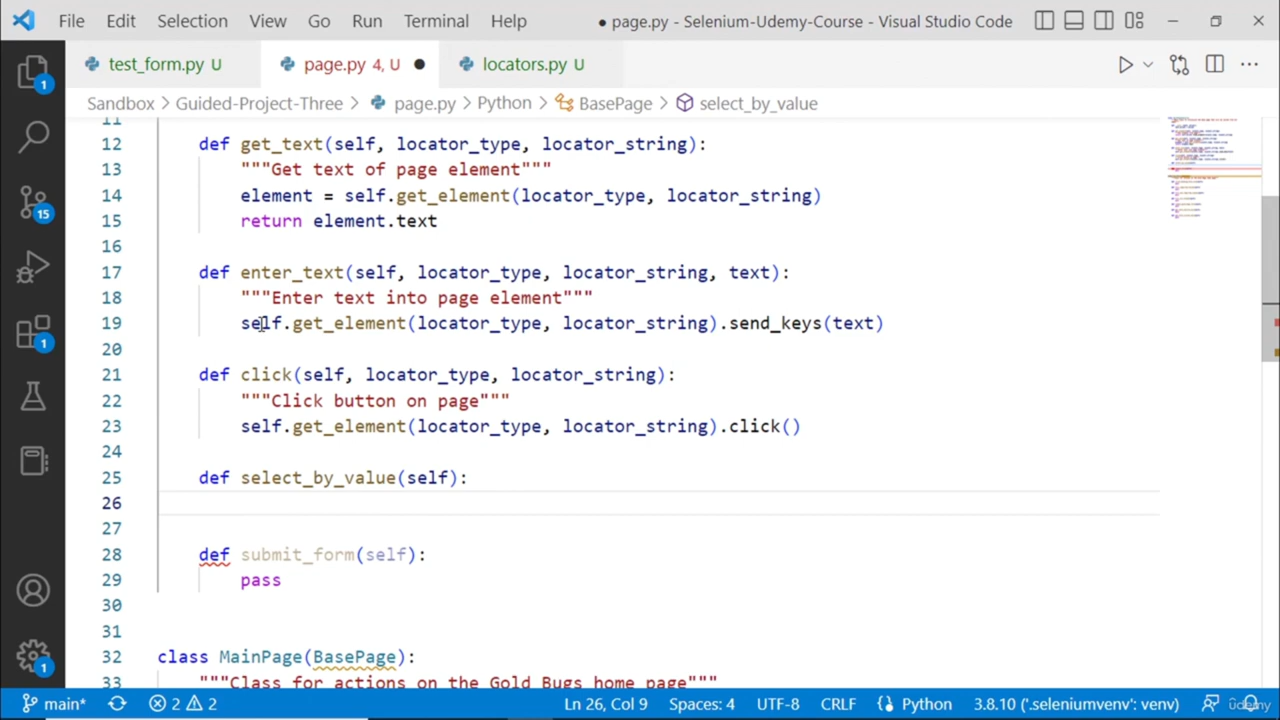 File Edit Selection View Go Run Terminal Help ● page.py - Selenium-Udemy-Course - Visual Studio Code
test_form.py U page.py 4, U ● locators.py U
Sandbox > Guided-Project-Three > page.py > Python > BasePage > select_by_value
11
12 def get_text(self, locator_type, locator_string):
13 """Get text of page element"""
14 element = self.get_element(locator_type, locator_string)
15 return element.text
16
17 def enter_text(self, locator_type, locator_string, text):
18 """Enter text into page element"""
19 self.get_element(locator_type, locator_string).send_keys(text)
20
21 def click(self, locator_type, locator_string):
22 """Click button on page"""
23 self.get_element(locator_type, locator_string).click()
24
25 def select_by_value(self):
26
27
28 def submit_form(self):
29 pass
30
31
32 class MainPage(BasePage):
33 """Class for actions on the Gold Bugs home page"""
1
15
1
1
main* 2 2 Ln 26, Col 9 Spaces: 4 UTF-8 CRLF Python 3.8.10 ('.seleniumvenv': venv)
udemy